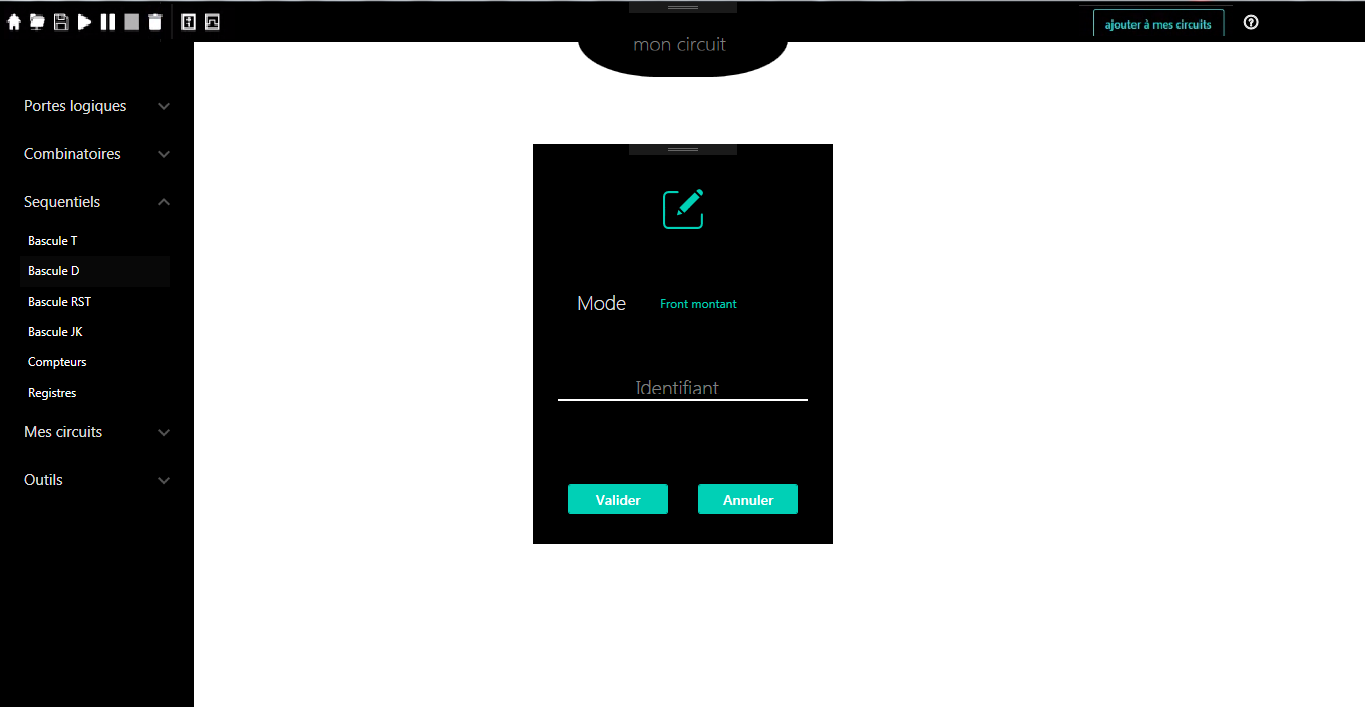 mon circuit
ajouter à mes circuits
Portes logiques
Combinatoires
Sequentiels
Bascule T
Bascule D
Bascule RST
Bascule JK
Compteurs
Registres
Mes circuits
Outils
Mode
Front montant
Identifiant
Valider
Annuler